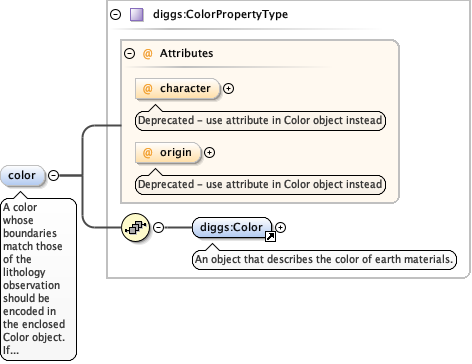 diggs:ColorPropertyType
@ Attributes
@ character
Deprecated – use attribute in Color object instead
@ origin
Deprecated – use attribute in Color object instead
color
A color
whose
boundaries
match those
of the
lithology
observation
should be
encoded in
the enclosed
Color object.
If...
diggs:Color
An object that describes the color of earth materials.